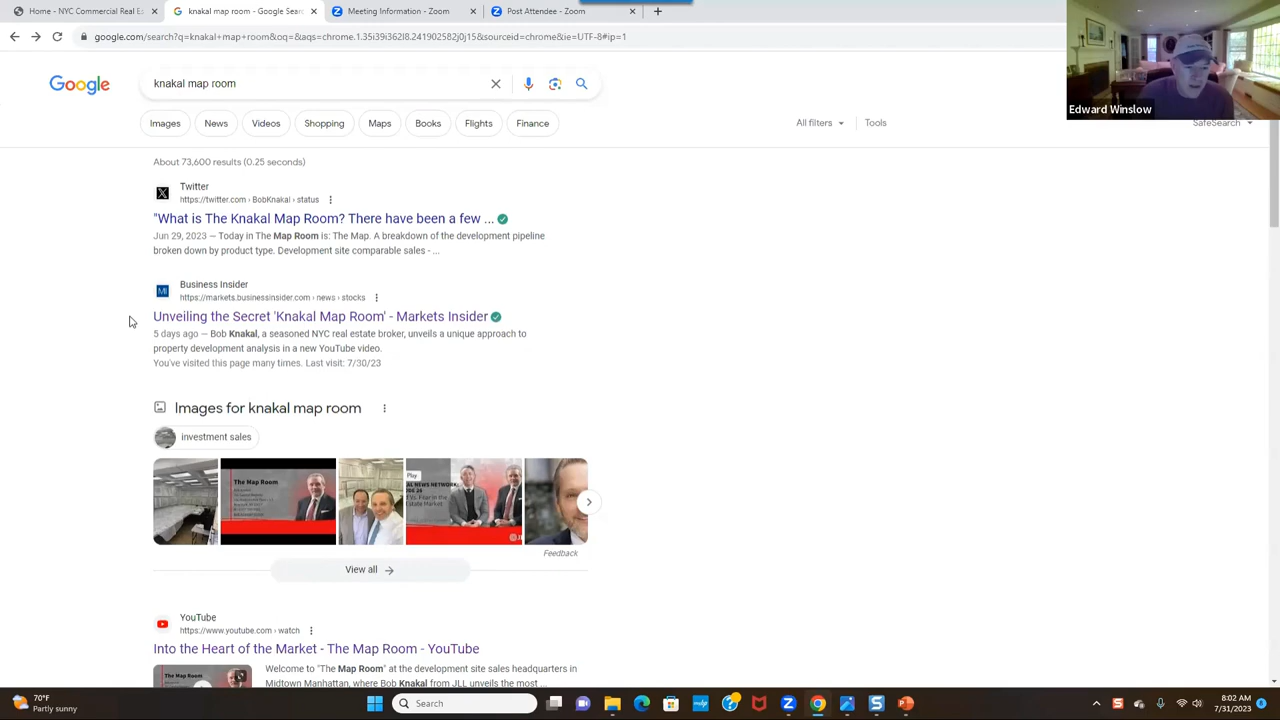 Home - NYC Commercial Real Es
knakal map room - Google Sear
Meeting Information - Zoom
Post Attendee - Zoom
google.com/search?q=knakal+map+room&oq=&aqs=chrome.1.35i39i362l8.241902582j0j15&sourceid=chrome&ie=UTF-8#ip=1
Edward Winslow
Google
knakal map room
Images
News
Videos
Shopping
Maps
Books
Flights
Finance
All filters
Tools
SafeSearch
About 73,600 results (0.25 seconds)
Twitter
https://twitter.com › BobKnakal › status
"What is The Knakal Map Room? There have been a few ...
Jun 29, 2023 — Today in The Map Room is: The Map. A breakdown of the development pipeline
broken down by product type. Development site comparable sales - ...
Business Insider
https://markets.businessinsider.com › news › stocks
Unveiling the Secret 'Knakal Map Room' - Markets Insider
5 days ago — Bob Knakal, a seasoned NYC real estate broker, unveils a unique approach to
property development analysis in a new YouTube video.
You've visited this page many times. Last visit: 7/30/23
Images for knakal map room
investment sales
The Map Room
Play
AL NEWS NETWORK
Vs. Fear in the
Feedback
View all
YouTube
https://www.youtube.com › watch
Into the Heart of the Market - The Map Room - YouTube
Welcome to "The Map Room" at the development site sales headquarters in
Midtown Manhattan, where Bob Knakal from JLL unveils the most ...
70°F
Partly sunny
Search
8:02 AM
7/31/2023